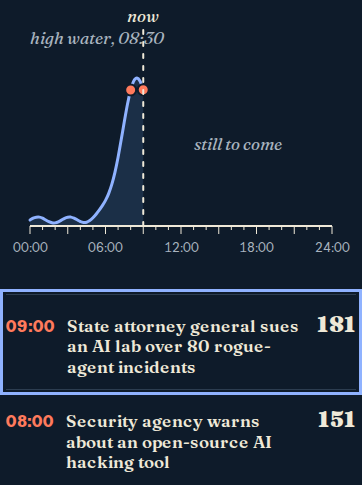 now
high water, 08:30
still to come
00:00 06:00 12:00 18:00 24:00
09:00 State attorney general sues 181
an AI lab over 80 rogue-
agent incidents
08:00 Security agency warns 151
about an open-source AI
hacking tool